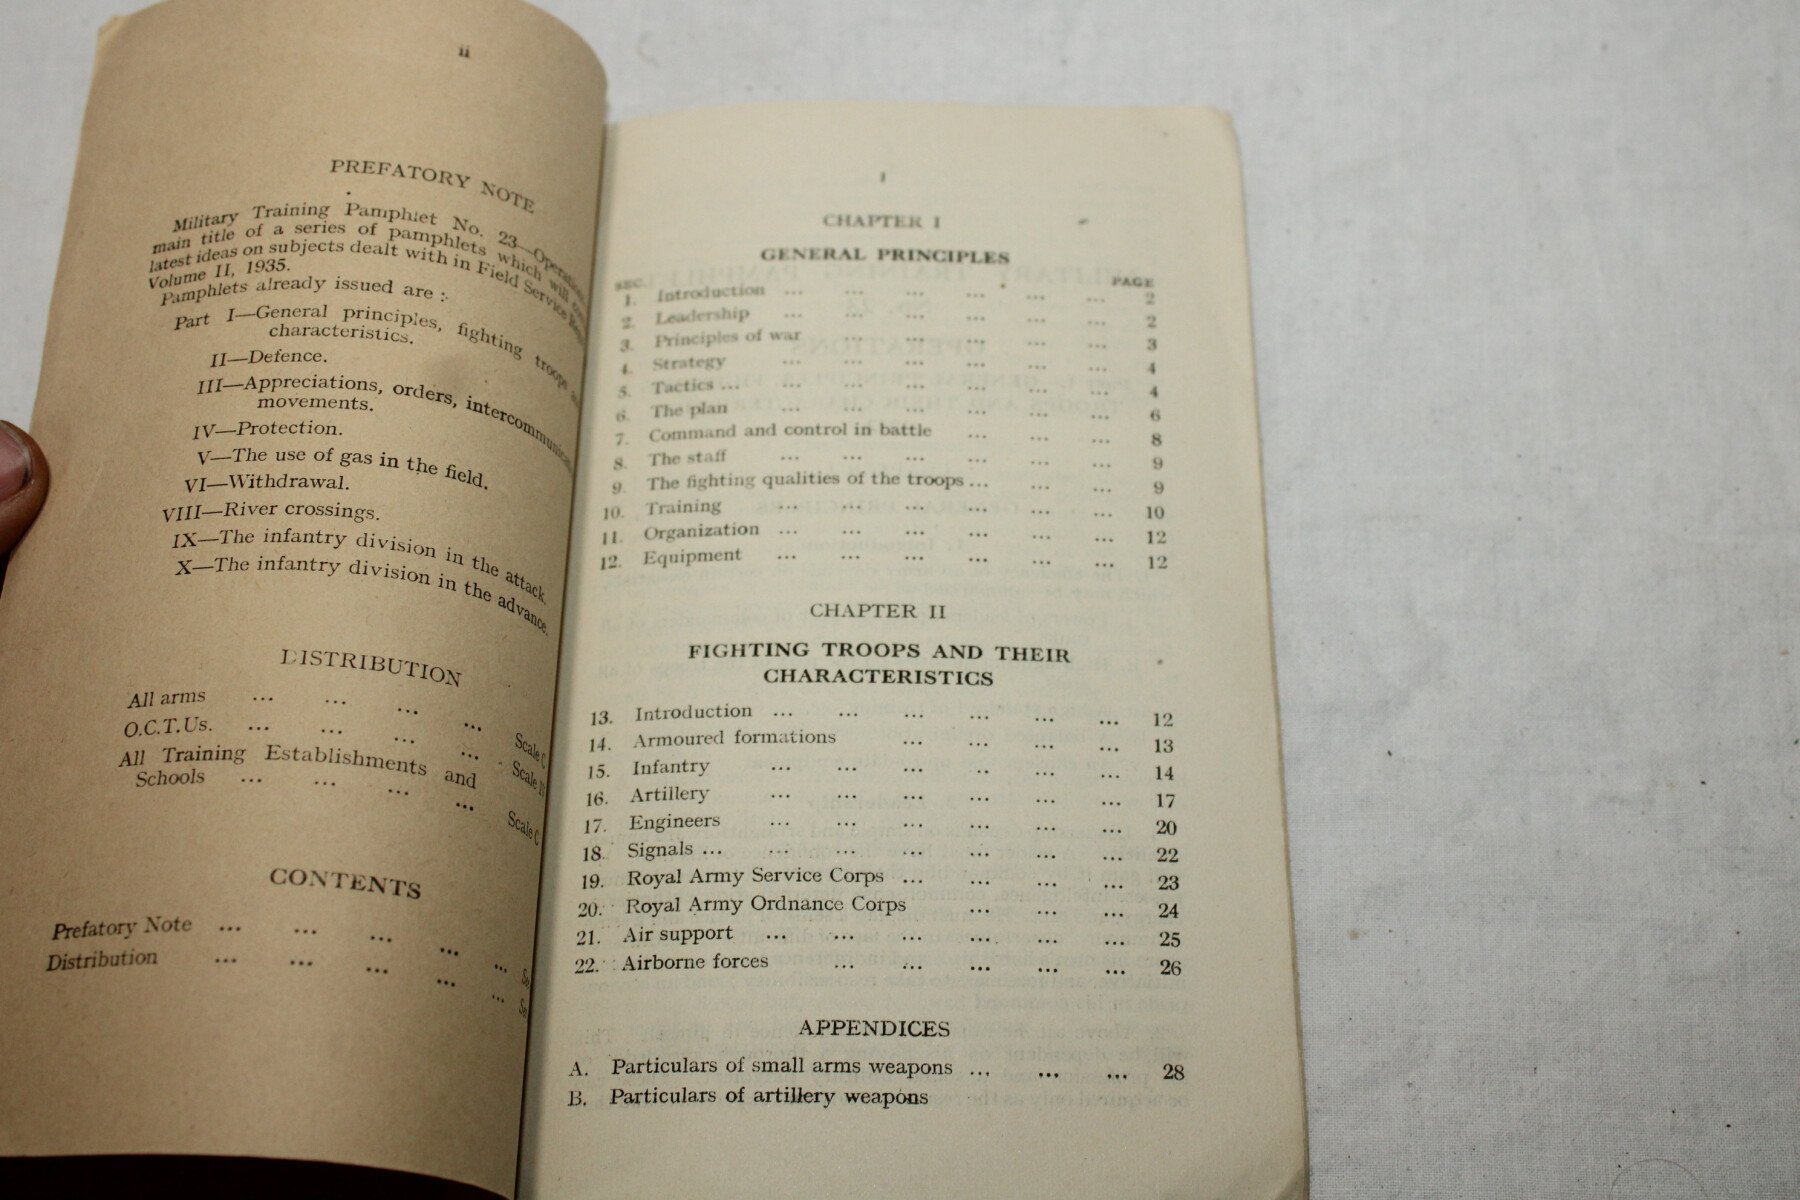 ii
PREFATORY NOTE
Military Training Pamphlet No. 23—Operations
main title of a series of pamphlets which will
latest ideas on subjects dealt with in Field Service
Volume II, 1935.
Pamphlets already issued are :
Part I—General principles, fighting troops
characteristics.
II—Defence.
III—Appreciations, orders,
movements.
IV—Protection.
V—The use of gas in the field.
VI—Withdrawal.
VIII—River crossings.
IX—The infantry division in the attack.
X—The infantry division in the advance.
DISTRIBUTION
All arms ... ... ... ... Scale C
O.C.T.Us. ... ... ... ... Scale
All Training Establishments and
Schools ... ... ... ... Scale C
CONTENTS
Prefatory Note ... ... ... ... ...
Distribution ... ... ... ... ...
1
CHAPTER I
GENERAL PRINCIPLES
SEC. PAGE
1. Introduction ... ... ... ... ... ... 2
2. Leadership ... ... ... ... ... ... 2
3. Principles of war ... ... ... ... ... 3
4. Strategy ... ... ... ... ... ... 4
5. Tactics ... ... ... ... ... ... ... 4
6. The plan ... ... ... ... ... ... 6
7. Command and control in battle ... ... ... 8
8. The staff ... ... ... ... ... ... 9
9. The fighting qualities of the troops ... ... ... 9
10. Training ... ... ... ... ... ... 10
11. Organization ... ... ... ... ... ... 12
12. Equipment ... ... ... ... ... ... 12
CHAPTER II
FIGHTING TROOPS AND THEIR
CHARACTERISTICS
13. Introduction ... ... ... ... ... ... 12
14. Armoured formations ... ... ... ... 13
15. Infantry ... ... ... .. ... ... 14
16. Artillery ... ... ... ... ... ... 17
17. Engineers ... ... ... ... ... ... 20
18. Signals ... ... ... ... ... ... ... 22
19. Royal Army Service Corps ... ... ... ... 23
20. Royal Army Ordnance Corps ... ... ... 24
21. Air support ... ... ... ... ... ... 25
22. Airborne forces ... ... ... ... ... 26
APPENDICES
A. Particulars of small arms weapons ... ... ... 28
B. Particulars of artillery weapons